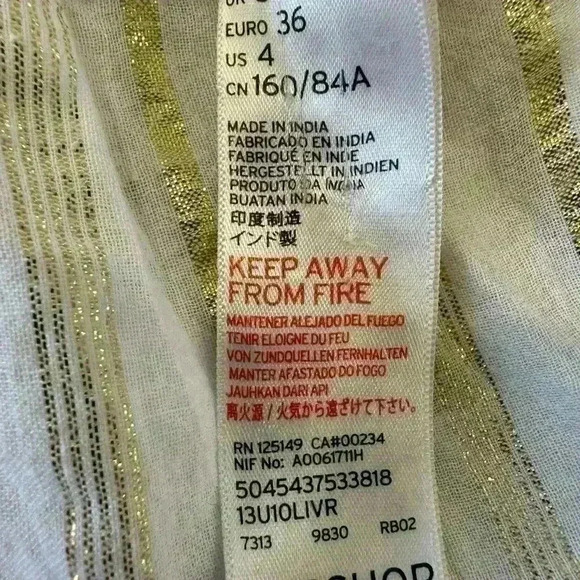 EURO 36
US 4
CN 160/84A
MADE IN INDIA
FABRICADO EN INDIA
FABRIQUÉ EN INDE
HERGESTELLT IN INDIEN
PRODUTO DA INDIA
BUATAN INDIA
印度制造
インド製
KEEP AWAY
FROM FIRE
MANTENER ALEJADO DEL FUEGO
TENIR ELOIGNE DU FEU
VON ZUNDQUELLEN FERNHALTEN
MANTER AFASTADO DO FOGO
JAUHKAN DARI API
离火源/火気から遠ざけて下さい。
RN 125149 CA#00234
NIF No: A0061711H
5045437533818
13U10LIVR
7313 9830 RB02